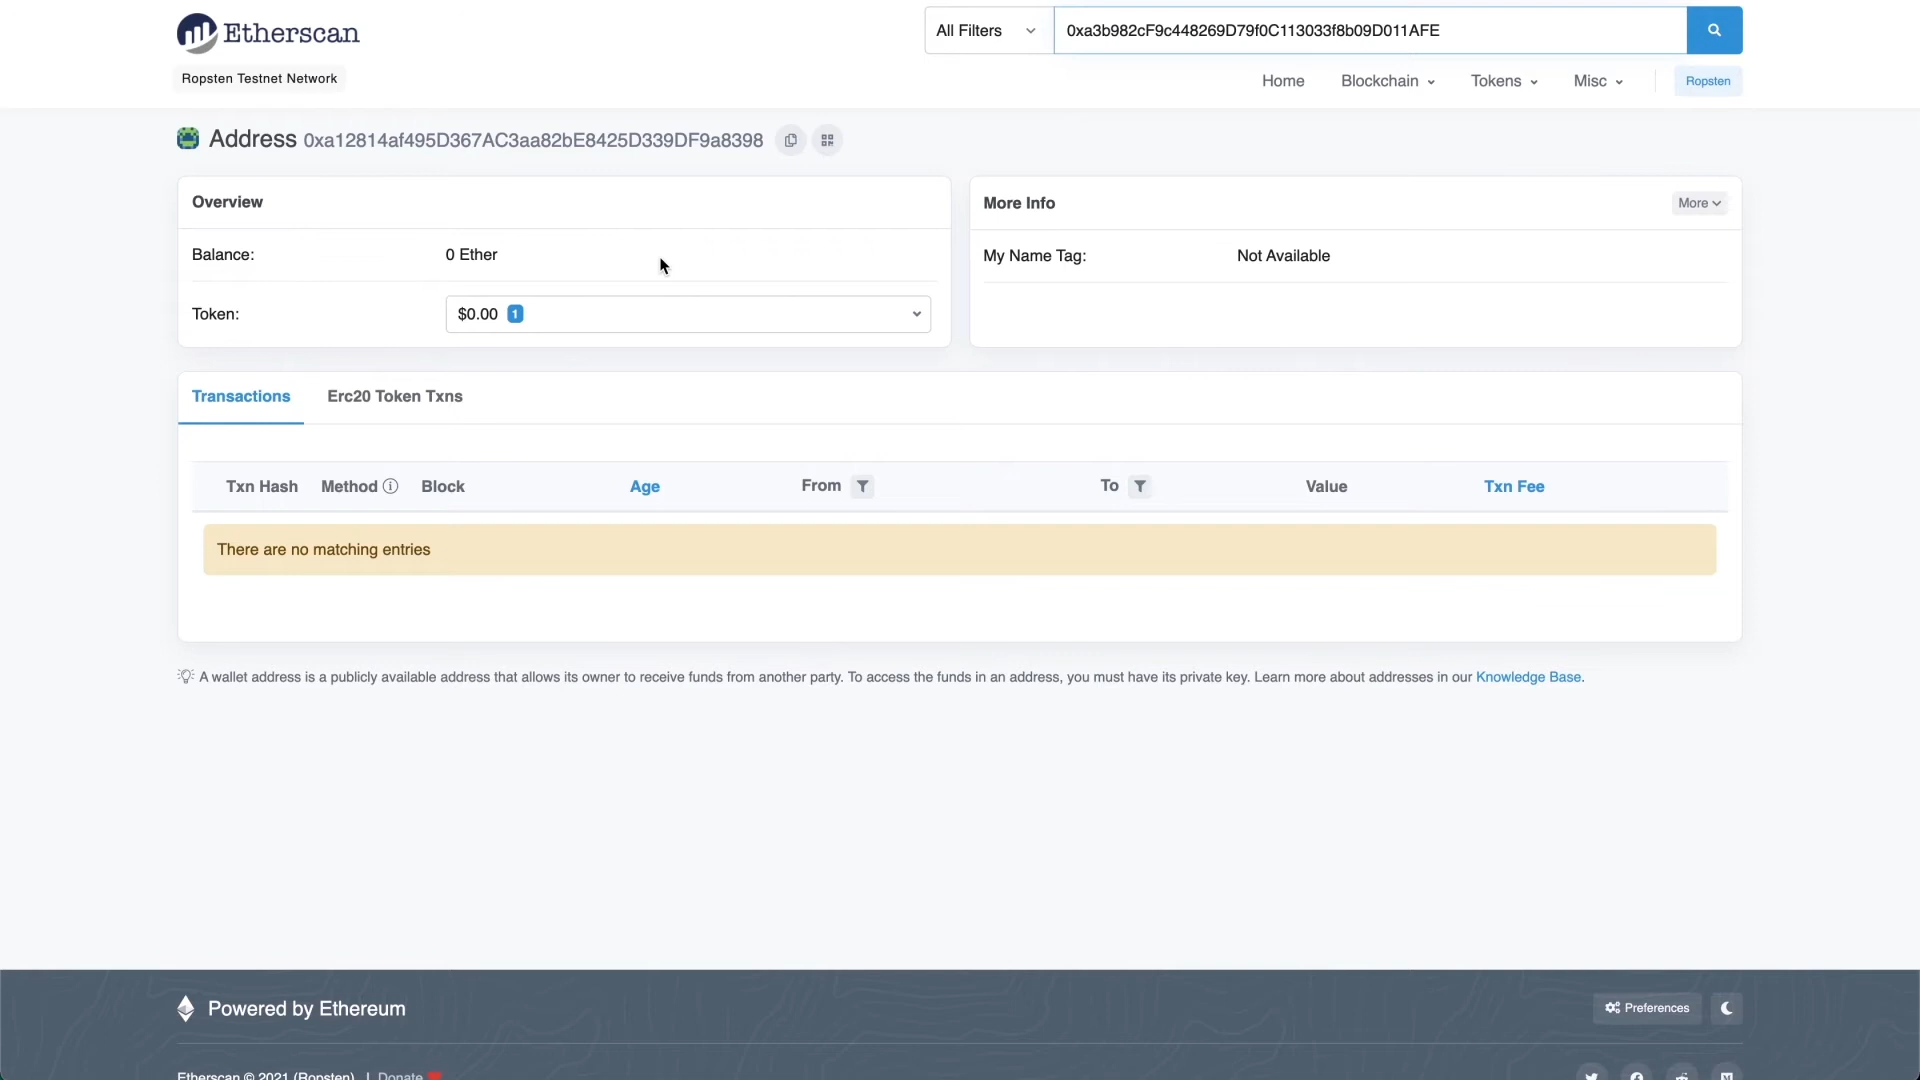 Etherscan
All Filters
0xa3b982cF9c448269D79f0C113033f8b09D011AFE
Ropsten Testnet Network
Home
Blockchain
Tokens
Misc
Ropsten
Address 0xa12814af495D367AC3aa82bE8425D339DF9a8398
Overview
Balance:
0 Ether
Token:
$0.00 1
More Info
More
My Name Tag:
Not Available
Transactions
Erc20 Token Txns
Txn Hash
Method
Block
Age
From
To
Value
Txn Fee
There are no matching entries
A wallet address is a publicly available address that allows its owner to receive funds from another party. To access the funds in an address, you must have its private key. Learn more about addresses in our Knowledge Base.
Powered by Ethereum
Preferences
Etherscan © 2021 (Ropsten) | Donate